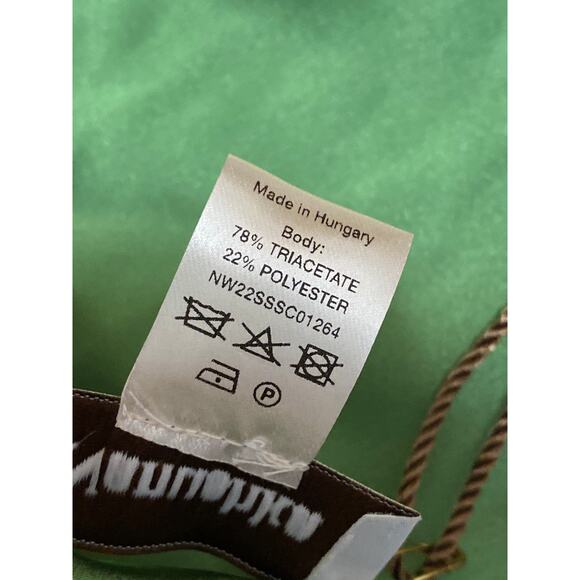 Made in Hungary
Body:
78% TRIACETATE
22% POLYESTER
NW22SSSC01264
P